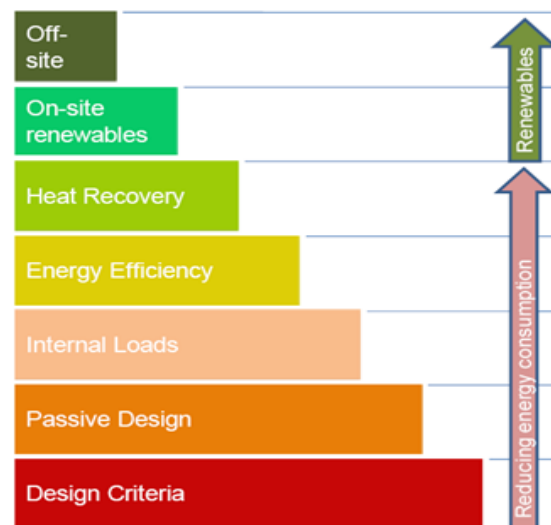 Off-
site
On-site
renewables
Heat Recovery
Energy Efficiency
Internal Loads
Passive Design
Design Criteria
Renewables
Reducing energy consumption